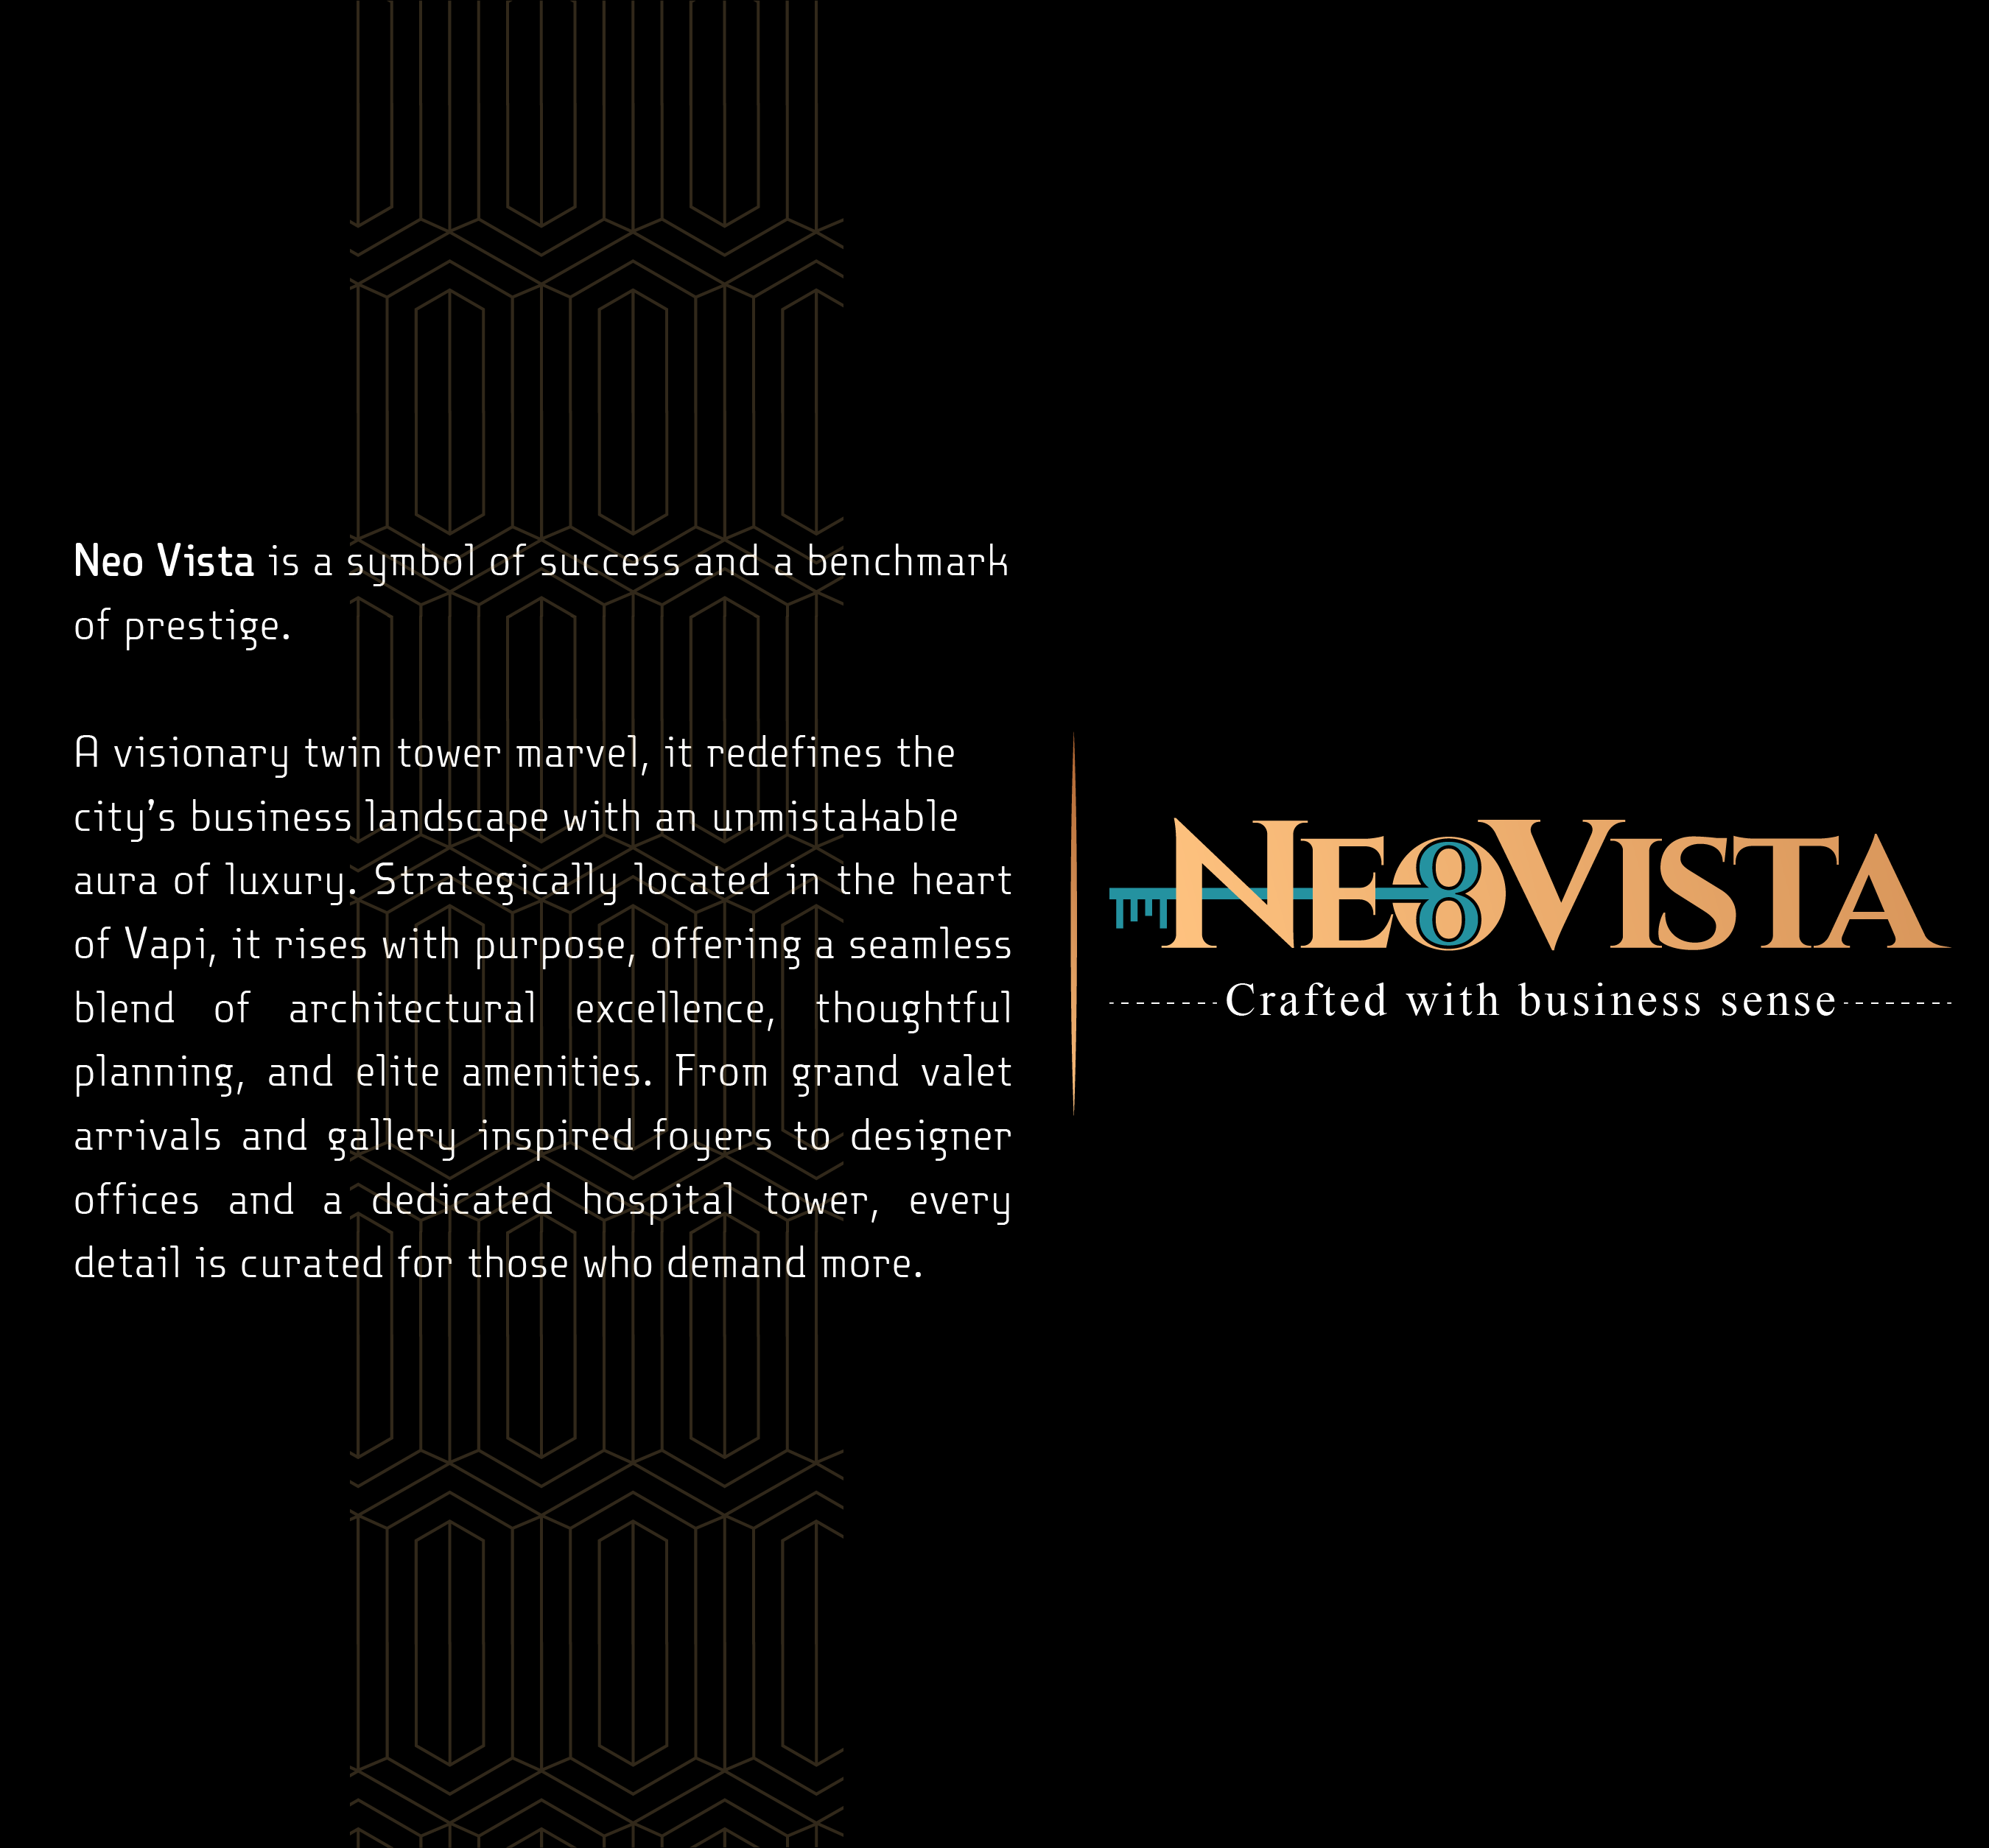 Neo Vista is a symbol of success and a benchmark
of prestige.
A visionary twin tower marvel, it redefines the
city's business landscape with an unmistakable
aura of luxury. Strategically located in the heart
of Vapi, it rises with purpose, offering a seamless
blend of architectural excellence, thoughtful
planning, and elite amenities. From grand valet
arrivals and gallery inspired foyers to designer
offices and a dedicated hospital tower, every
detail is curated for those who demand more.
NEO8VISTA
Crafted with business sense